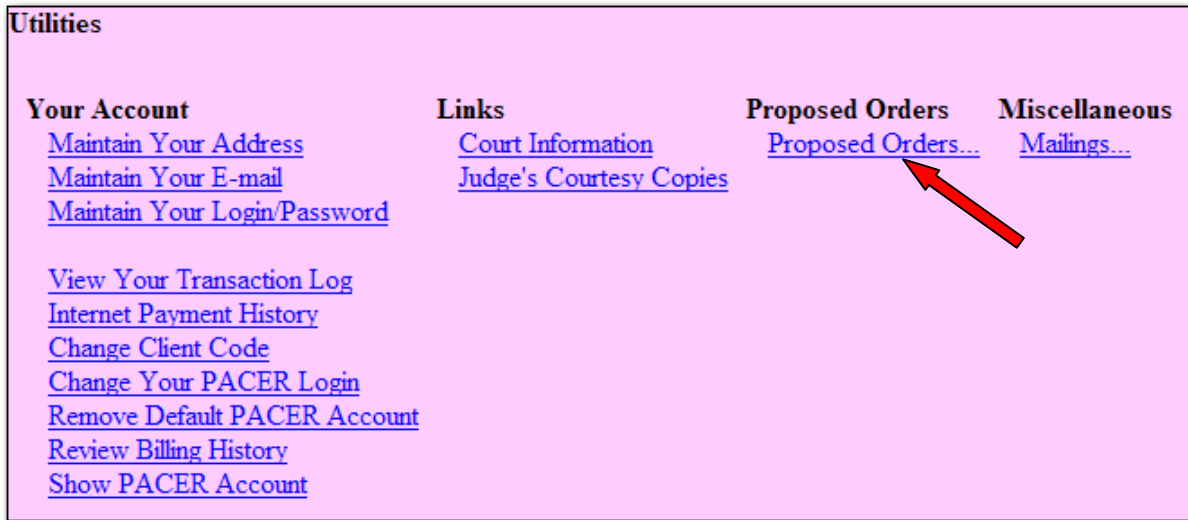 Utilities
Your Account Links Proposed Orders Miscellaneous
Maintain Your Address Court Information Proposed Orders... Mailings...
Maintain Your E-mail Judge's Courtesy Copies
Maintain Your Login/Password
View Your Transaction Log
Internet Payment History
Change Client Code
Change Your PACER Login
Remove Default PACER Account
Review Billing History
Show PACER Account